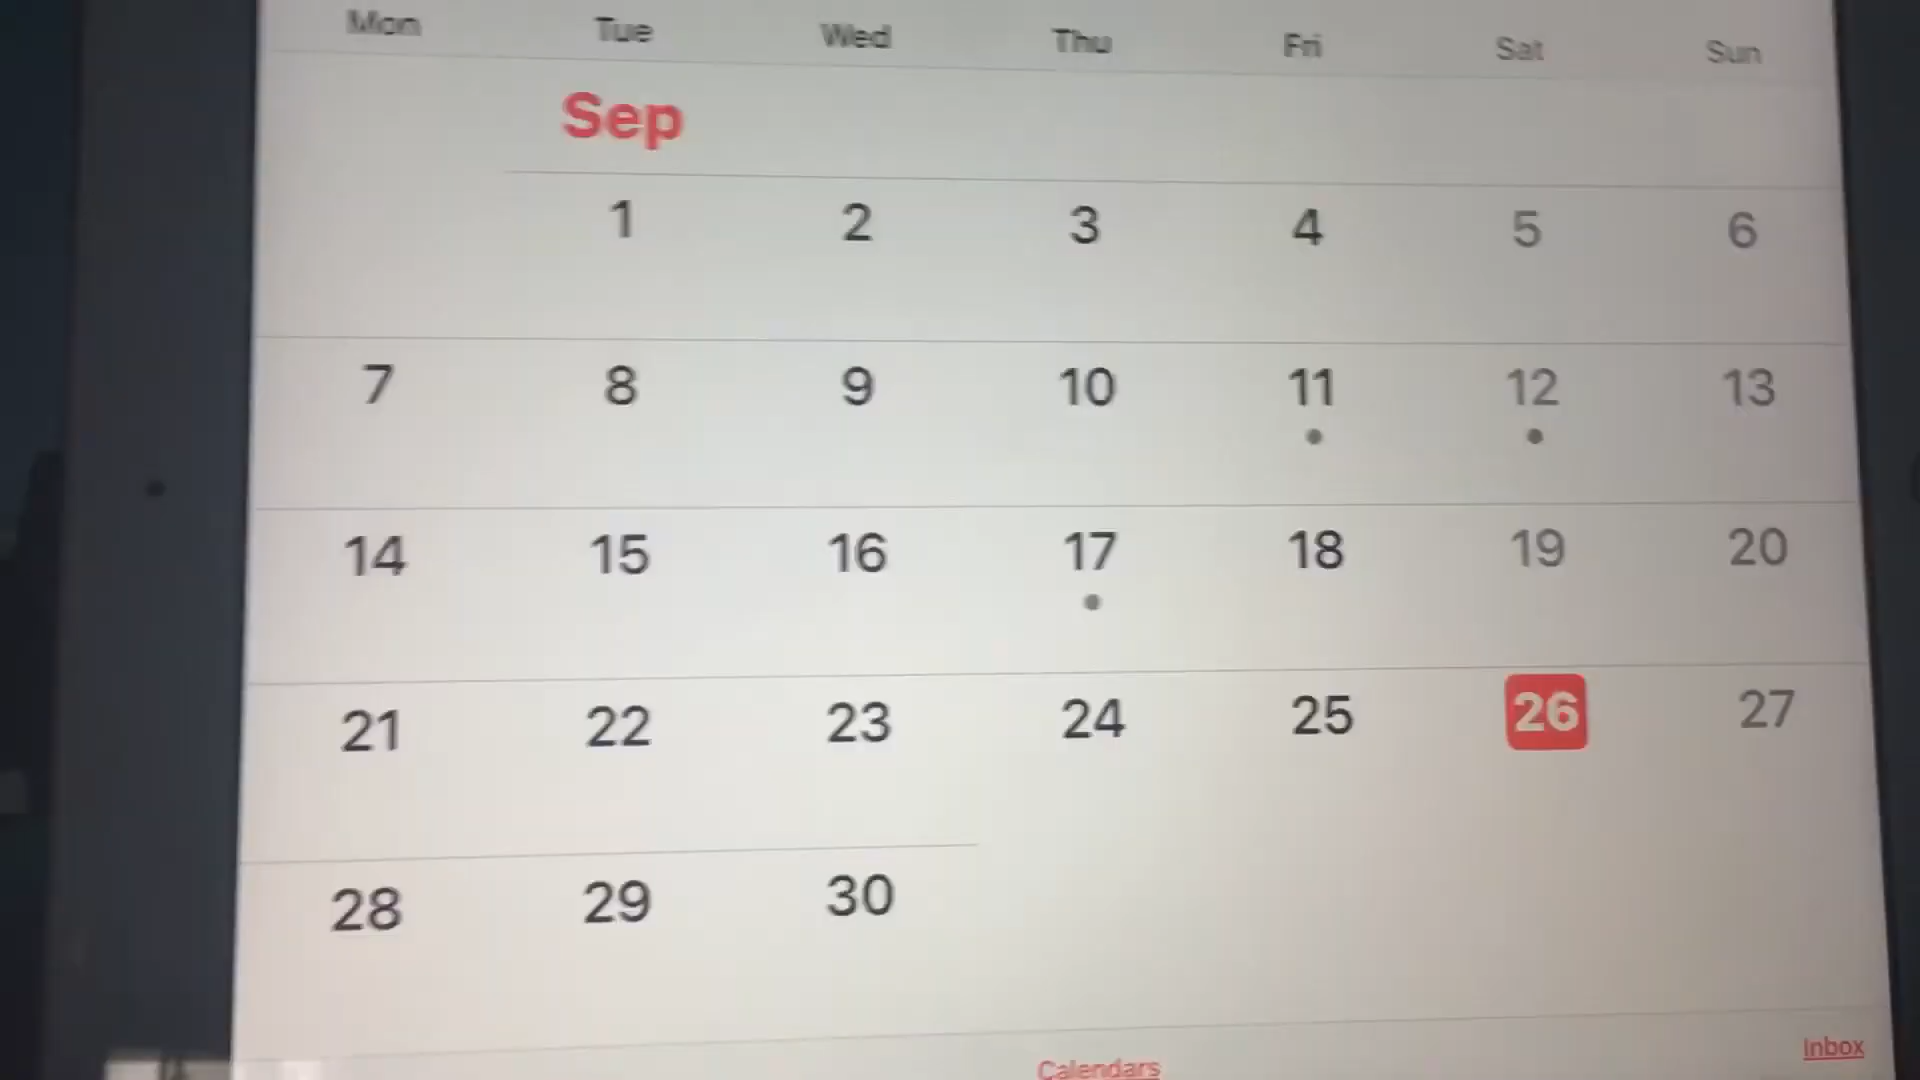 Mon Tue Wed Thu Fri Sat Sun
Sep
1 2 3 4 5 6
7 8 9 10 11 12 13
14 15 16 17 18 19 20
21 22 23 24 25 26 27
28 29 30
Calendars Inbox